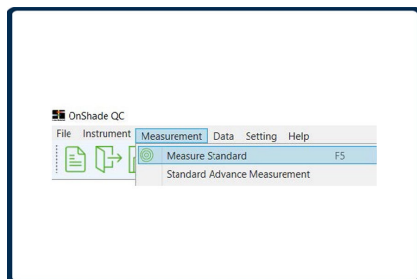 OnShade QC
File Instrument Measurement Data Setting Help
Measure Standard F5
Standard Advance Measurement